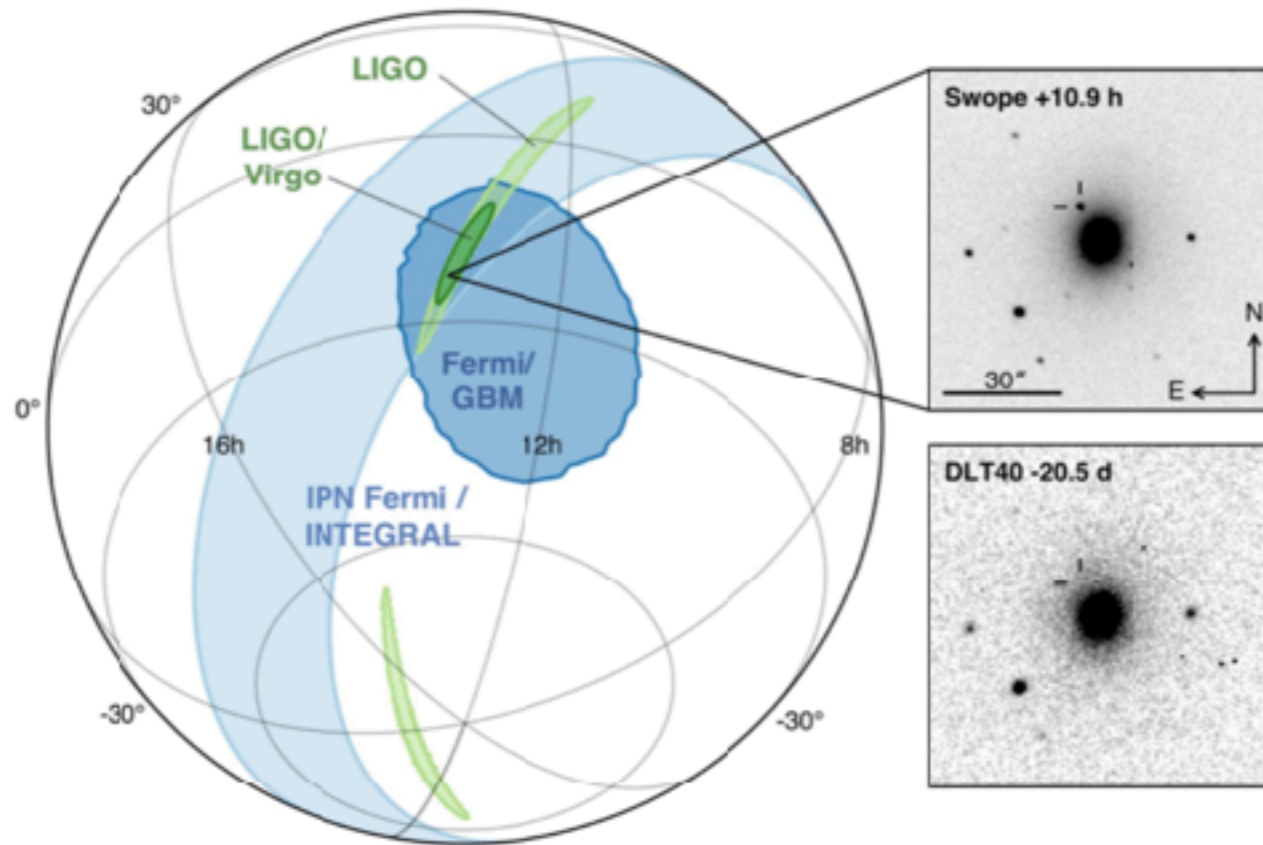 LIGO
30°
LIGO/
Virgo
Fermi/
GBM
0°
16h
12h
8h
IPN Fermi /
INTEGRAL
-30°
-30°
Swope +10.9 h
N
30"
E
DLT40 -20.5 d